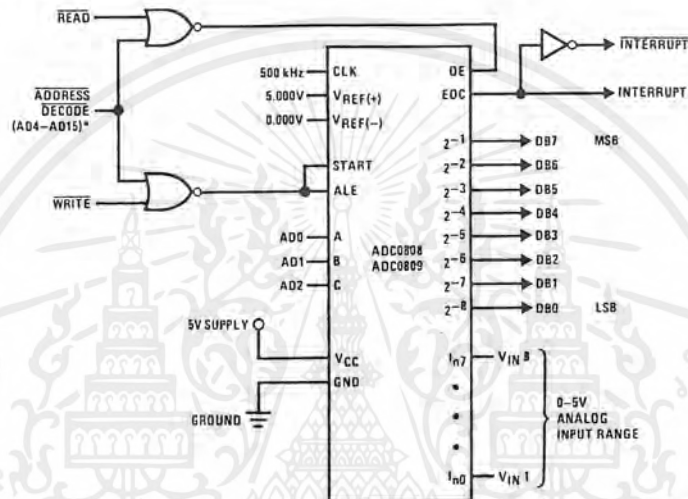 READ
ADDRESS
DECODE
(AD4–AD15)*
WRITE
500 kHz
CLK
5.000V
VREF(+)
0.000V
VREF(−)
START
ALE
AD0
A
AD1
B
AD2
C
5V SUPPLY
VCC
GND
GROUND
ADC0808
ADC0809
OE
EOC
INTERRUPT
INTERRUPT
2−1
DB7
MSB
2−2
DB6
2−3
DB5
2−4
DB4
2−5
DB3
2−6
DB2
2−7
DB1
2−8
DB0
LSB
In7
VIN 8
0–5V
ANALOG
INPUT RANGE
In0
VIN 1